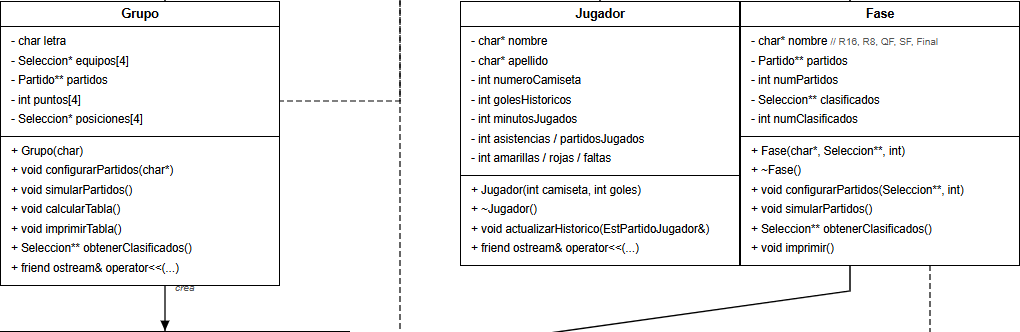 Grupo
- char letra
- Seleccion* equipos[4]
- Partido** partidos
- int puntos[4]
- Seleccion* posiciones[4]
+ Grupo(char)
+ void configurarPartidos(char*)
+ void simularPartidos()
+ void calcularTabla()
+ void imprimirTabla()
+ Seleccion** obtenerClasificados()
+ friend ostream& operator<<(...)
crea
Jugador
- char* nombre
- char* apellido
- int numeroCamiseta
- int golesHistoricos
- int minutosJugados
- int asistencias / partidosJugados
- int amarillas / rojas / faltas
+ Jugador(int camiseta, int goles)
+ ~Jugador()
+ void actualizarHistorico(EstPartidoJugador&)
+ friend ostream& operator<<(...)
Fase
- char* nombre // R16, R8, QF, SF, Final
- Partido** partidos
- int numPartidos
- Seleccion** clasificados
- int numClasificados
+ Fase(char*, Seleccion**, int)
+ ~Fase()
+ void configurarPartidos(Seleccion**, int)
+ void simularPartidos()
+ Seleccion** obtenerClasificados()
+ void imprimir()